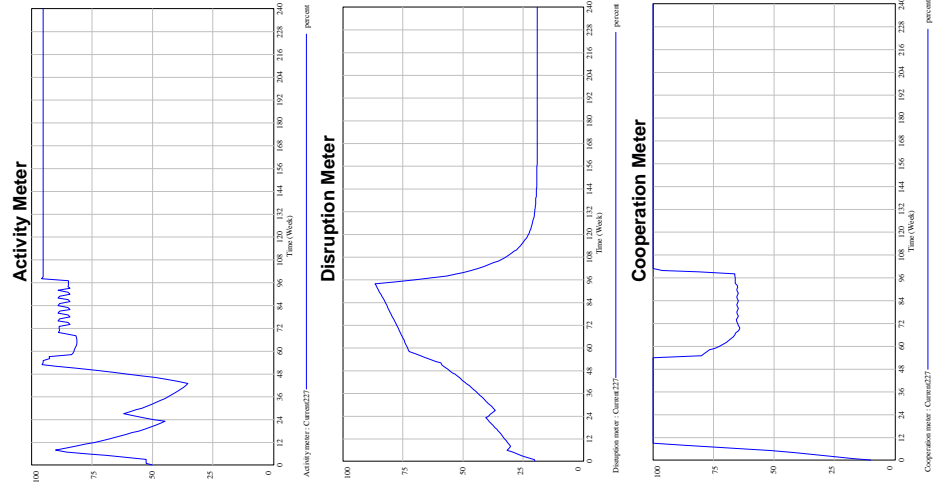 Activity Meter
100
75
50
25
0
0 12 24 36 48 60 72 84 96 108 120 132 144 156 168 180 192 204 216 228 240
Time (Week)
Activity meter : Current227 percent
Disruption Meter
100
75
50
25
0
0 12 24 36 48 60 72 84 96 108 120 132 144 156 168 180 192 204 216 228 240
Time (Week)
Disruption meter : Current227 percent
Cooperation Meter
100
75
50
25
0
0 12 24 36 48 60 72 84 96 108 120 132 144 156 168 180 192 204 216 228 240
Time (Week)
Cooperation meter : Current227 percent